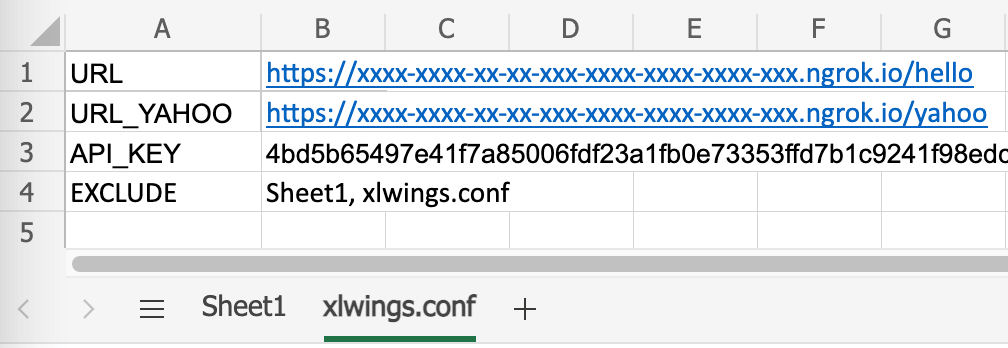 A B C D E F G
1 URL https://xxxx-xxxx-xx-xx-xxx-xxxx-xxxx-xxxx-xxx.ngrok.io/hello
2 URL_YAHOO https://xxxx-xxxx-xx-xx-xxx-xxxx-xxxx-xxxx-xxx.ngrok.io/yahoo
3 API_KEY 4bd5b65497e41f7a85006fdf23a1fb0e73353ffd7b1c9241f98edc
4 EXCLUDE Sheet1, xlwings.conf
5
Sheet1 xlwings.conf +